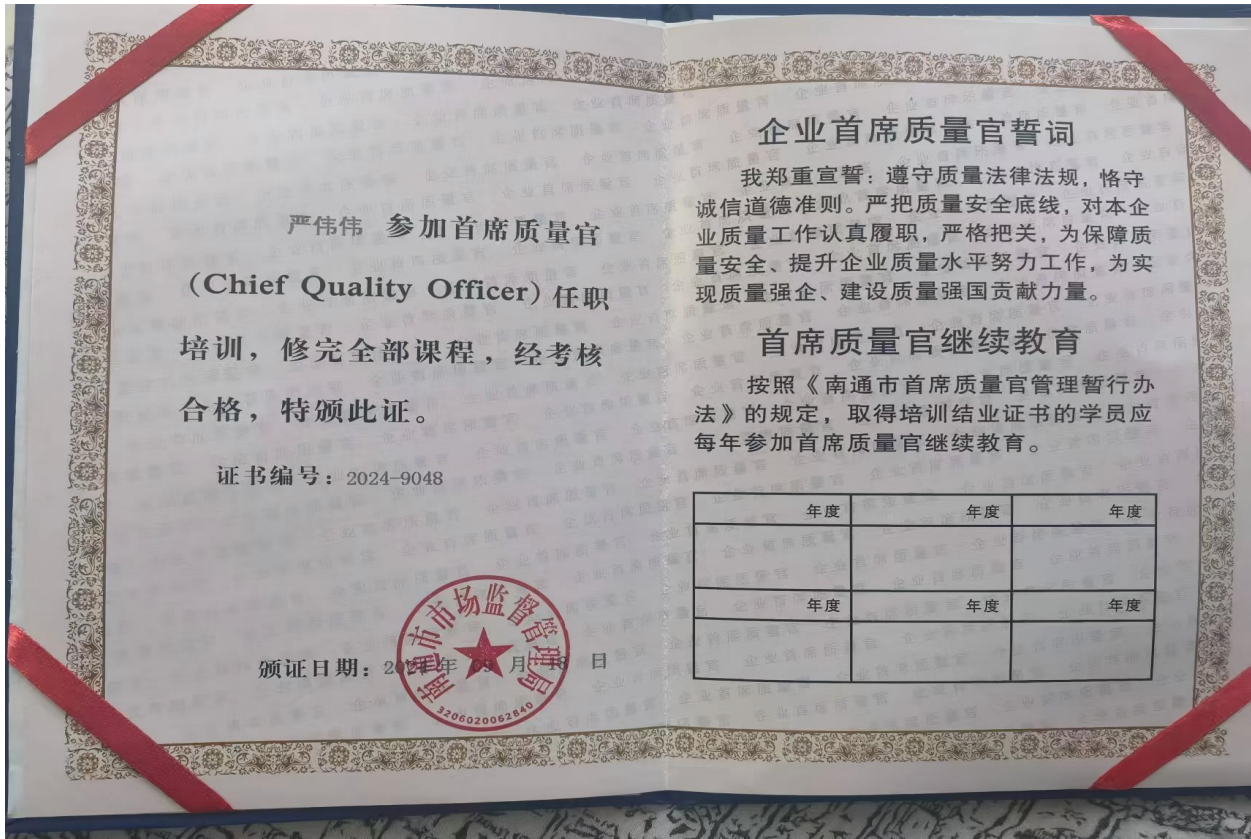 严伟伟 参加首席质量官
(Chief Quality Officer)任职
培训，修完全部课程，经考核
合格，特颁此证。
证书编号：2024-9048
颁证日期：2024年 09 月 18 日
南通市市场监督管理局
3206020062840
企业首席质量官誓词
我郑重宣誓：遵守质量法律法规，恪守
诚信道德准则。严把质量安全底线，对本企
业质量工作认真履职，严格把关，为保障质
量安全、提升企业质量水平努力工作，为实
现质量强企、建设质量强国贡献力量。
首席质量官继续教育
按照《南通市首席质量官管理暂行办
法》的规定，取得培训结业证书的学员应
每年参加首席质量官继续教育。
年度 年度 年度
年度 年度 年度